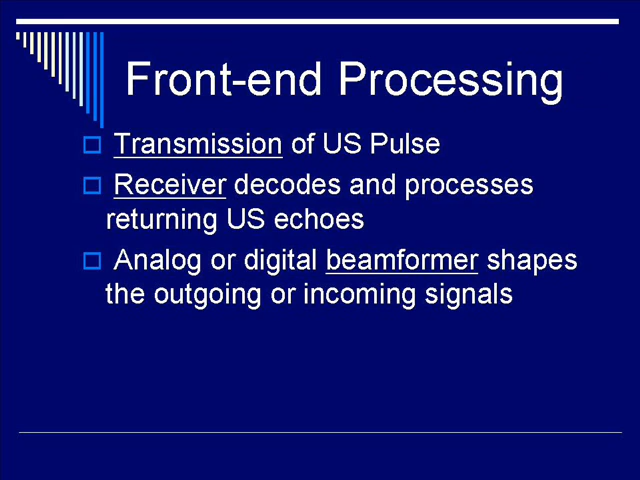 Front-end Processing
Transmission of US Pulse
Receiver decodes and processes
returning US echoes
Analog or digital beamformer shapes
the outgoing or incoming signals